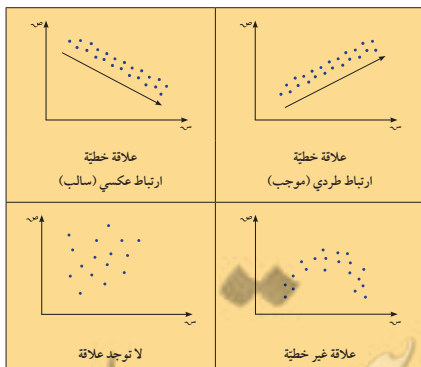 ص
س
علاقة خطيّة
ارتباط طردي (موجب)
ص
س
علاقة خطيّة
ارتباط عكسي (سالب)
ص
س
علاقة غير خطيّة
ص
س
لا توجد علاقة